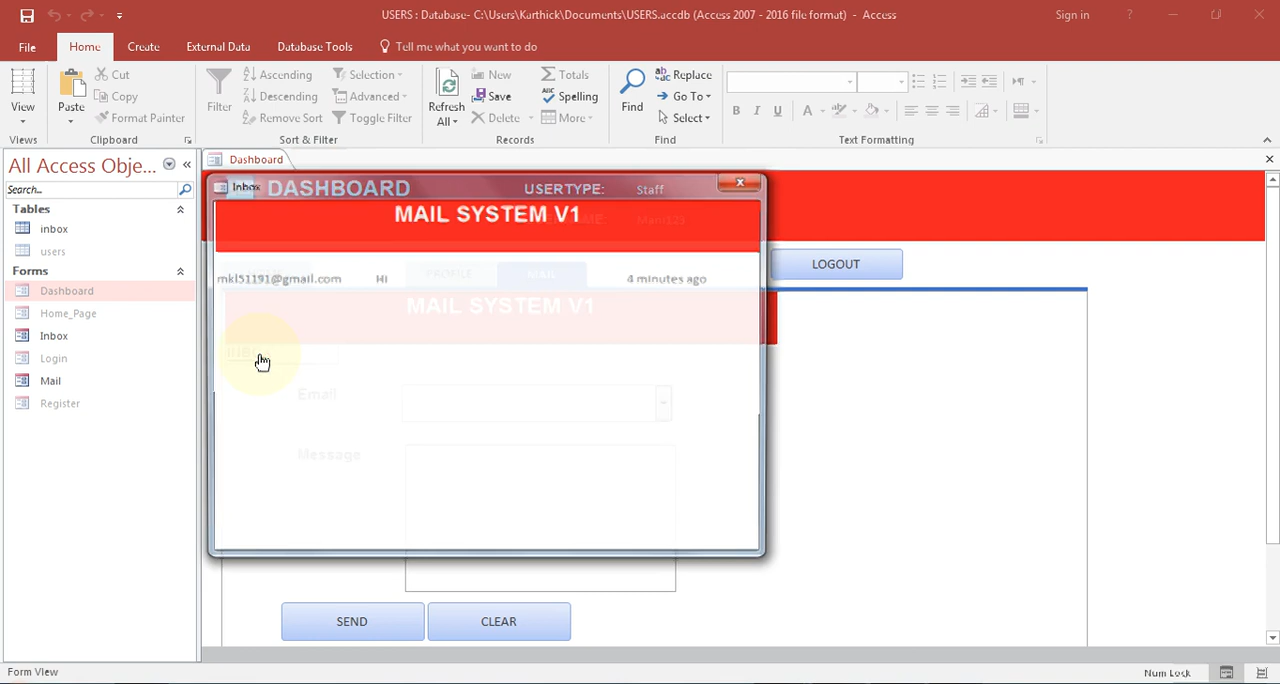 USERS : Database- C:\Users\Karthick\Documents\USERS.accdb (Access 2007 - 2016 file format) - Access
Sign in
?
File
Home
Create
External Data
Database Tools
Tell me what you want to do
View
Views
Paste
Cut
Copy
Format Painter
Clipboard
Filter
Ascending
Descending
Remove Sort
Selection
Advanced
Toggle Filter
Sort & Filter
Refresh
All
New
Save
Delete
Totals
Spelling
More
Records
Find
Replace
Go To
Select
Find
B I U
A
Text Formatting
All Access Obje...
Search...
Tables
inbox
users
Forms
Dashboard
Home_Page
Inbox
Login
Mail
Register
Dashboard
Inbox
DASHBOARD
USERTYPE:
Staff
MAIL SYSTEM V1
LOGOUT
mkl51191@gmail.com
HI
4 minutes ago
PROFILE
MAIL
MAIL SYSTEM V1
Email
Message
SEND
CLEAR
Form View
Num Lock